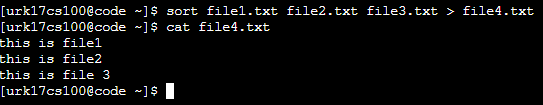 [urk17cs100@code ~]$ sort file1.txt file2.txt file3.txt > file4.txt
[urk17cs100@code ~]$ cat file4.txt
this is file1
this is file2
this is file 3
[urk17cs100@code ~]$